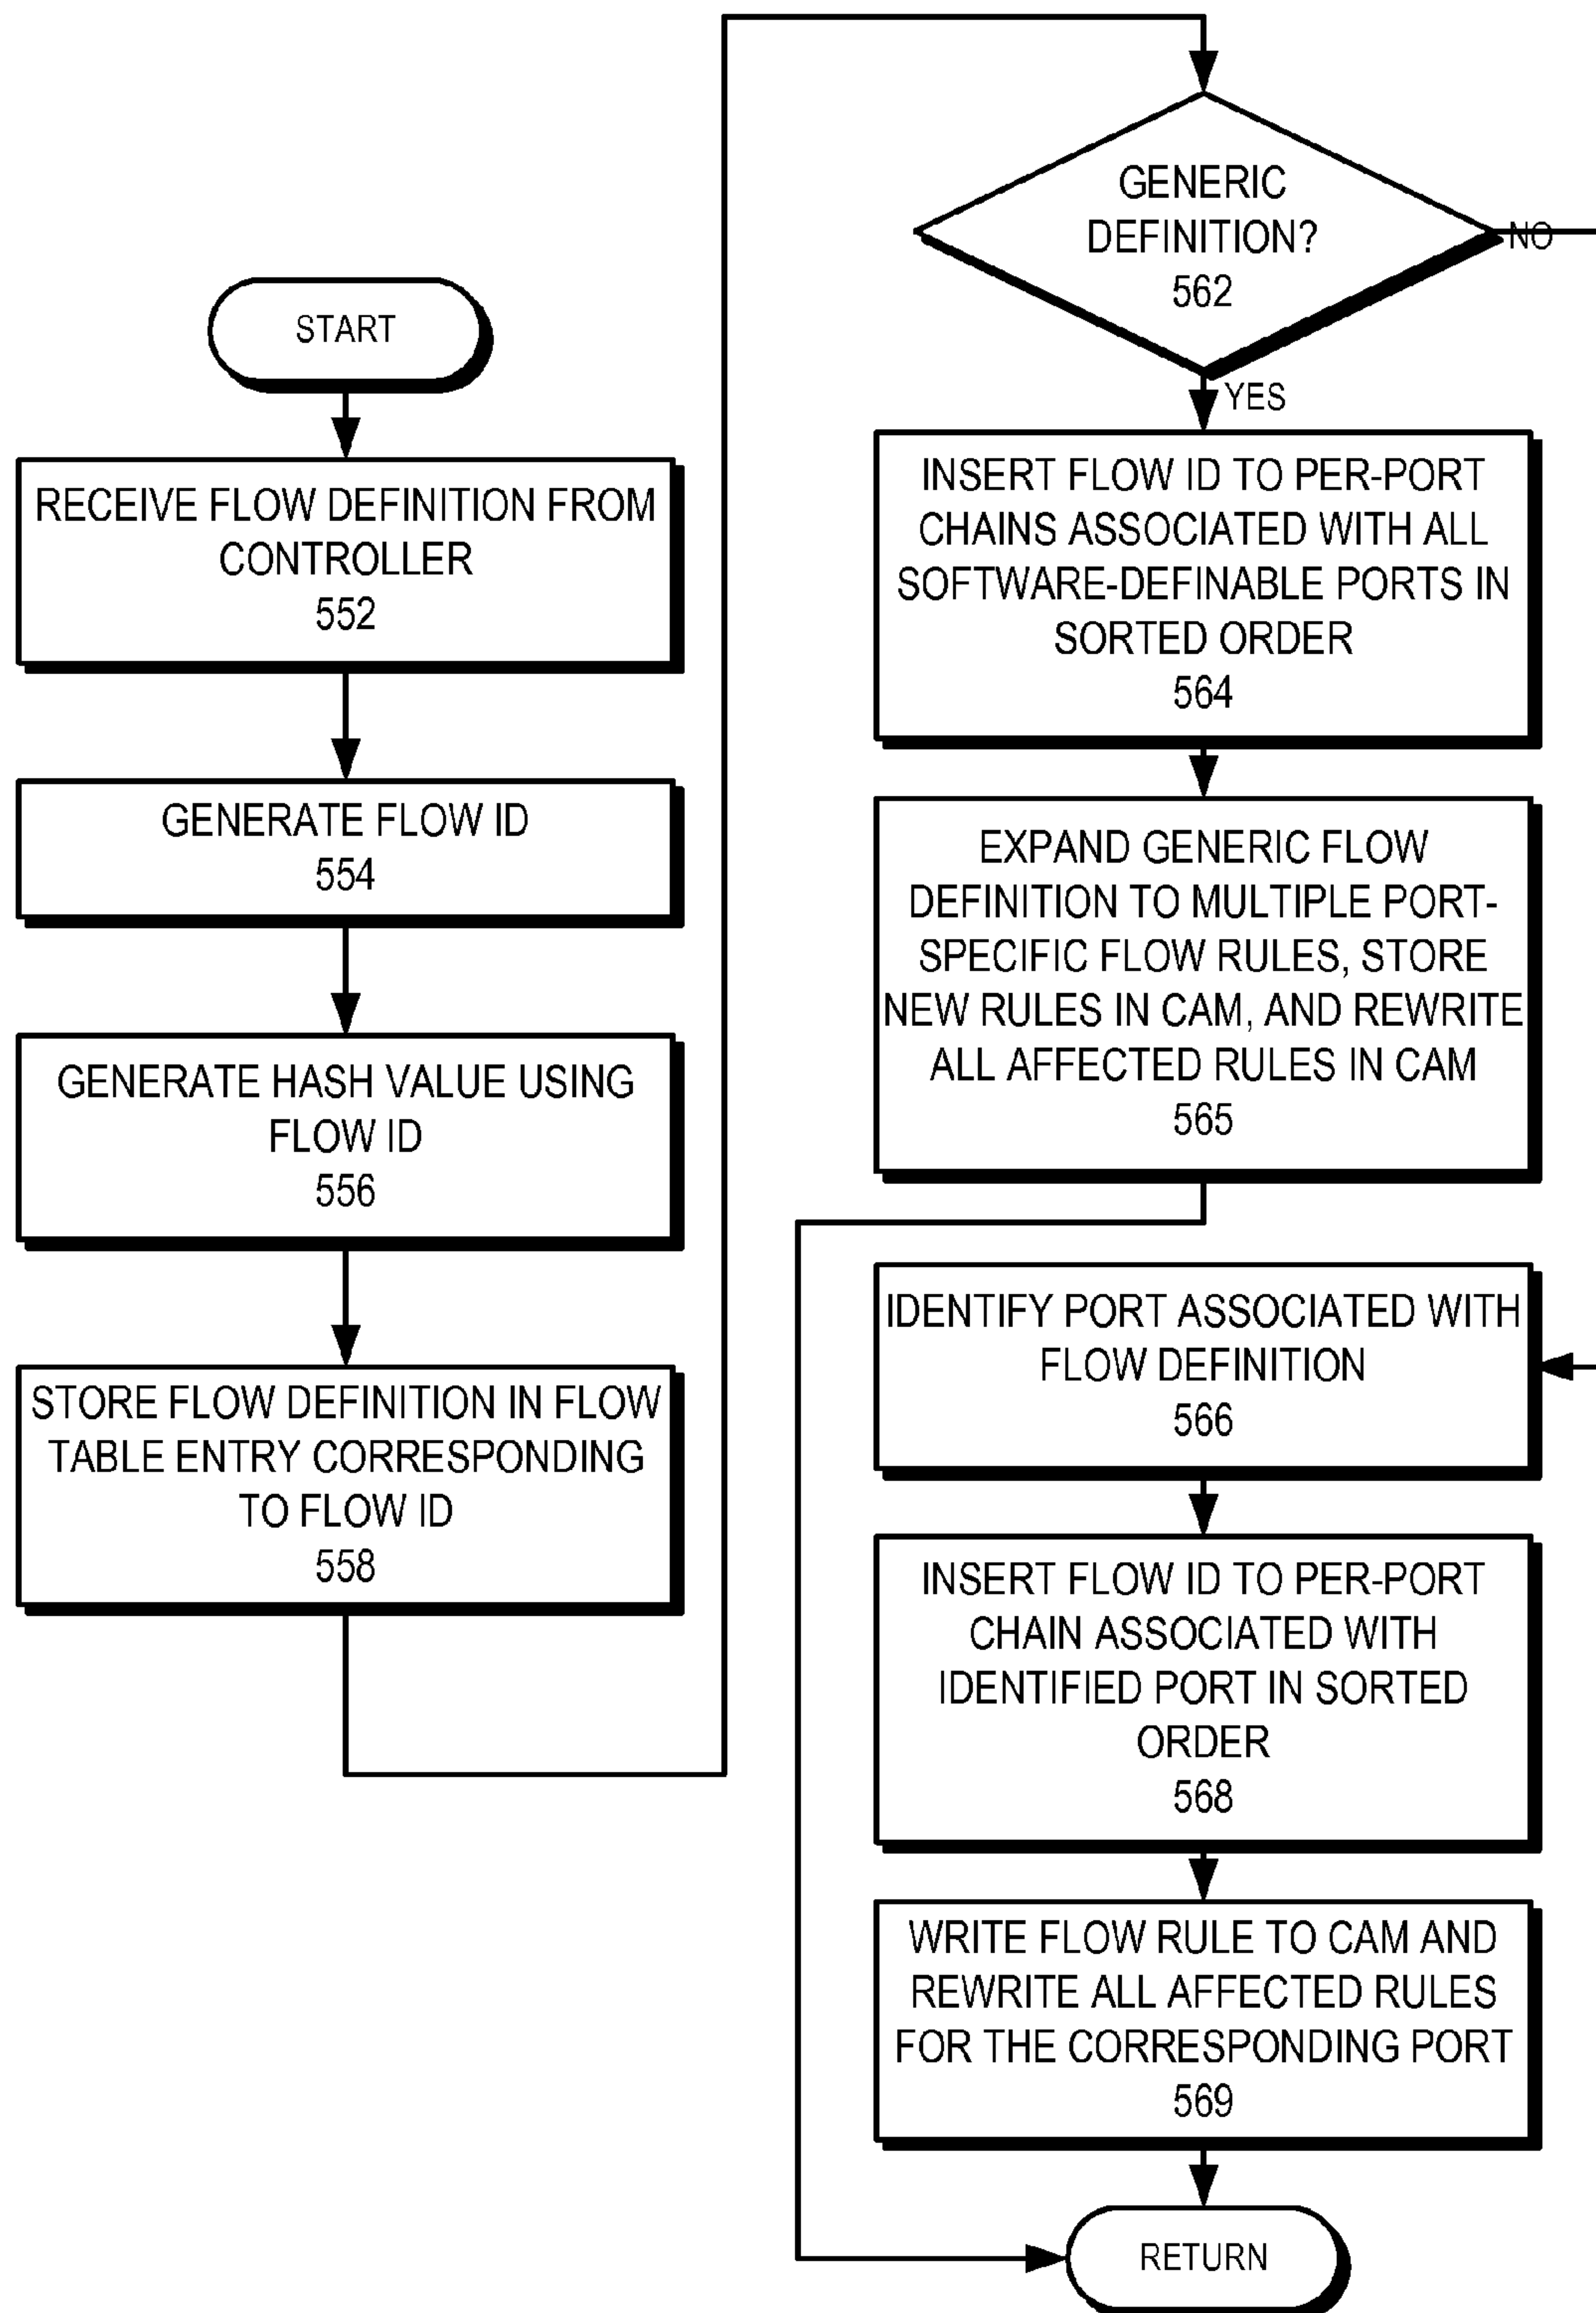 START
RECEIVE FLOW DEFINITION FROM
CONTROLLER
552
GENERATE FLOW ID
554
GENERATE HASH VALUE USING
FLOW ID
556
STORE FLOW DEFINITION IN FLOW
TABLE ENTRY CORRESPONDING
TO FLOW ID
558
GENERIC
DEFINITION?
562
NO
YES
INSERT FLOW ID TO PER-PORT
CHAINS ASSOCIATED WITH ALL
SOFTWARE-DEFINABLE PORTS IN
SORTED ORDER
564
EXPAND GENERIC FLOW
DEFINITION TO MULTIPLE PORT-
SPECIFIC FLOW RULES, STORE
NEW RULES IN CAM, AND REWRITE
ALL AFFECTED RULES IN CAM
565
IDENTIFY PORT ASSOCIATED WITH
FLOW DEFINITION
566
INSERT FLOW ID TO PER-PORT
CHAIN ASSOCIATED WITH
IDENTIFIED PORT IN SORTED
ORDER
568
WRITE FLOW RULE TO CAM AND
REWRITE ALL AFFECTED RULES
FOR THE CORRESPONDING PORT
569
RETURN